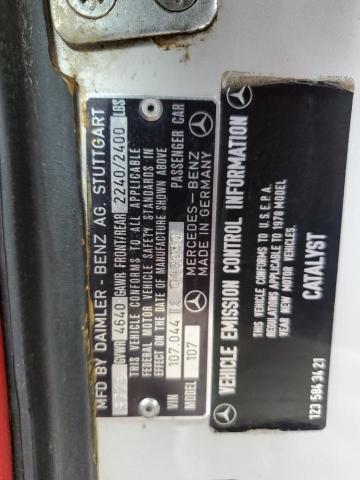 MFD BY DAIMLER - BENZ AG, STUTTGART
GVWR 4640 GAWR FRONT/REAR 2240/2400 LBS
THIS VEHICLE CONFORMS TO ALL APPLICABLE
FEDERAL MOTOR VEHICLE SAFETY STANDARDS IN
EFFECT ON THE DATE OF MANUFACTURE SHOWN ABOVE
VIN 107.044 12 PASSENGER CAR
MODEL 107 MERCEDES-BENZ
MADE IN GERMANY
VEHICLE EMISSION CONTROL INFORMATION
THIS VEHICLE CONFORMS TO U.S.E.P.A.
REGULATIONS APPLICABLE TO 1978 MODEL
YEAR NEW MOTOR VEHICLES.
CATALYST
123 586 34 21